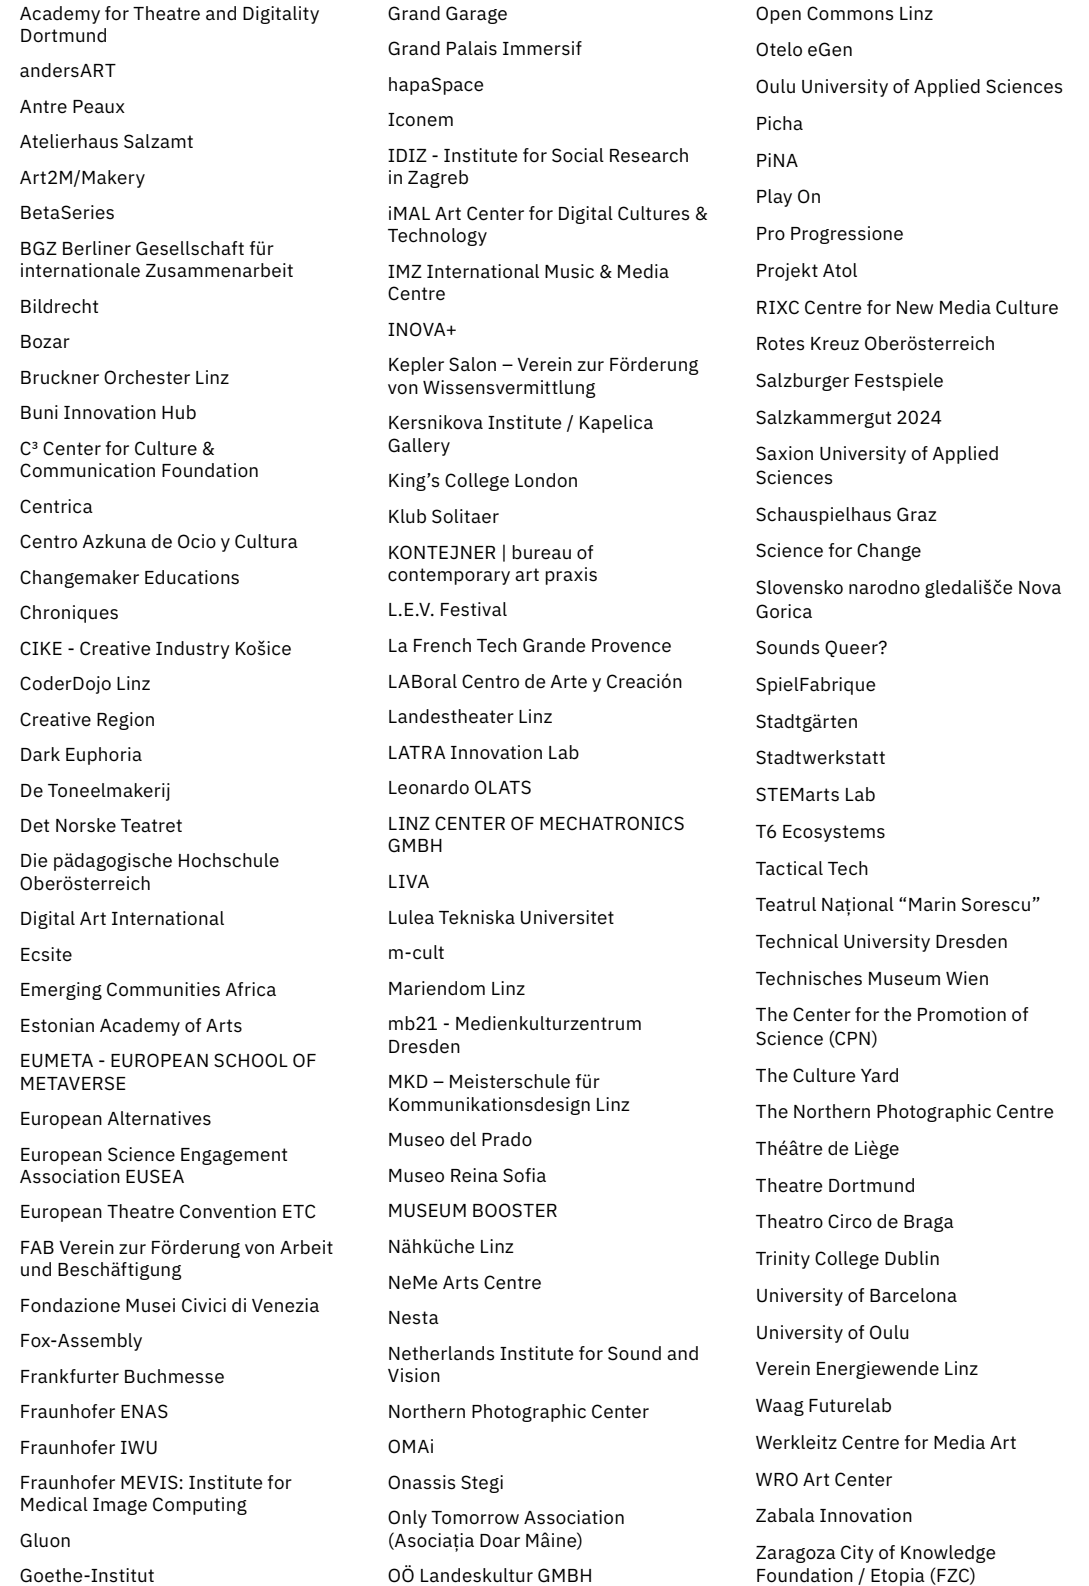 Academy for Theatre and Digitality
Dortmund
andersART
Antre Peaux
Atelierhaus Salzamt
Art2M/Makery
BetaSeries
BGZ Berliner Gesellschaft für
internationale Zusammenarbeit
Bildrecht
Bozar
Bruckner Orchester Linz
Buni Innovation Hub
C³ Center for Culture &
Communication Foundation
Centrica
Centro Azkuna de Ocio y Cultura
Changemaker Educations
Chroniques
CIKE - Creative Industry Košice
CoderDojo Linz
Creative Region
Dark Euphoria
De Toneelmakerij
Det Norske Teatret
Die pädagogische Hochschule
Oberösterreich
Digital Art International
Ecsite
Emerging Communities Africa
Estonian Academy of Arts
EUMETA - EUROPEAN SCHOOL OF
METAVERSE
European Alternatives
European Science Engagement
Association EUSEA
European Theatre Convention ETC
FAB Verein zur Förderung von Arbeit
und Beschäftigung
Fondazione Musei Civici di Venezia
Fox-Assembly
Frankfurter Buchmesse
Fraunhofer ENAS
Fraunhofer IWU
Fraunhofer MEVIS: Institute for
Medical Image Computing
Gluon
Goethe-Institut
Grand Garage
Grand Palais Immersif
hapaSpace
Iconem
IDIZ - Institute for Social Research
in Zagreb
iMAL Art Center for Digital Cultures &
Technology
IMZ International Music & Media
Centre
INOVA+
Kepler Salon – Verein zur Förderung
von Wissensvermittlung
Kersnikova Institute / Kapelica
Gallery
King’s College London
Klub Solitaer
KONTEJNER | bureau of
contemporary art praxis
L.E.V. Festival
La French Tech Grande Provence
LABoral Centro de Arte y Creación
Landestheater Linz
LATRA Innovation Lab
Leonardo OLATS
LINZ CENTER OF MECHATRONICS
GMBH
LIVA
Lulea Tekniska Universitet
m-cult
Mariendom Linz
mb21 - Medienkulturzentrum
Dresden
MKD – Meisterschule für
Kommunikationsdesign Linz
Museo del Prado
Museo Reina Sofia
MUSEUM BOOSTER
Nähküche Linz
NeMe Arts Centre
Nesta
Netherlands Institute for Sound and
Vision
Northern Photographic Center
OMAi
Onassis Stegi
Only Tomorrow Association
(Asociația Doar Mâine)
OÖ Landeskultur GMBH
Open Commons Linz
Otelo eGen
Oulu University of Applied Sciences
Picha
PiNA
Play On
Pro Progressione
Projekt Atol
RIXC Centre for New Media Culture
Rotes Kreuz Oberösterreich
Salzburger Festspiele
Salzkammergut 2024
Saxion University of Applied
Sciences
Schauspielhaus Graz
Science for Change
Slovensko narodno gledališče Nova
Gorica
Sounds Queer?
SpielFabrique
Stadtgärten
Stadtwerkstatt
STEMarts Lab
T6 Ecosystems
Tactical Tech
Teatrul Național “Marin Sorescu”
Technical University Dresden
Technisches Museum Wien
The Center for the Promotion of
Science (CPN)
The Culture Yard
The Northern Photographic Centre
Théâtre de Liège
Theatre Dortmund
Theatro Circo de Braga
Trinity College Dublin
University of Barcelona
University of Oulu
Verein Energiewende Linz
Waag Futurelab
Werkleitz Centre for Media Art
WRO Art Center
Zabala Innovation
Zaragoza City of Knowledge
Foundation / Etopia (FZC)